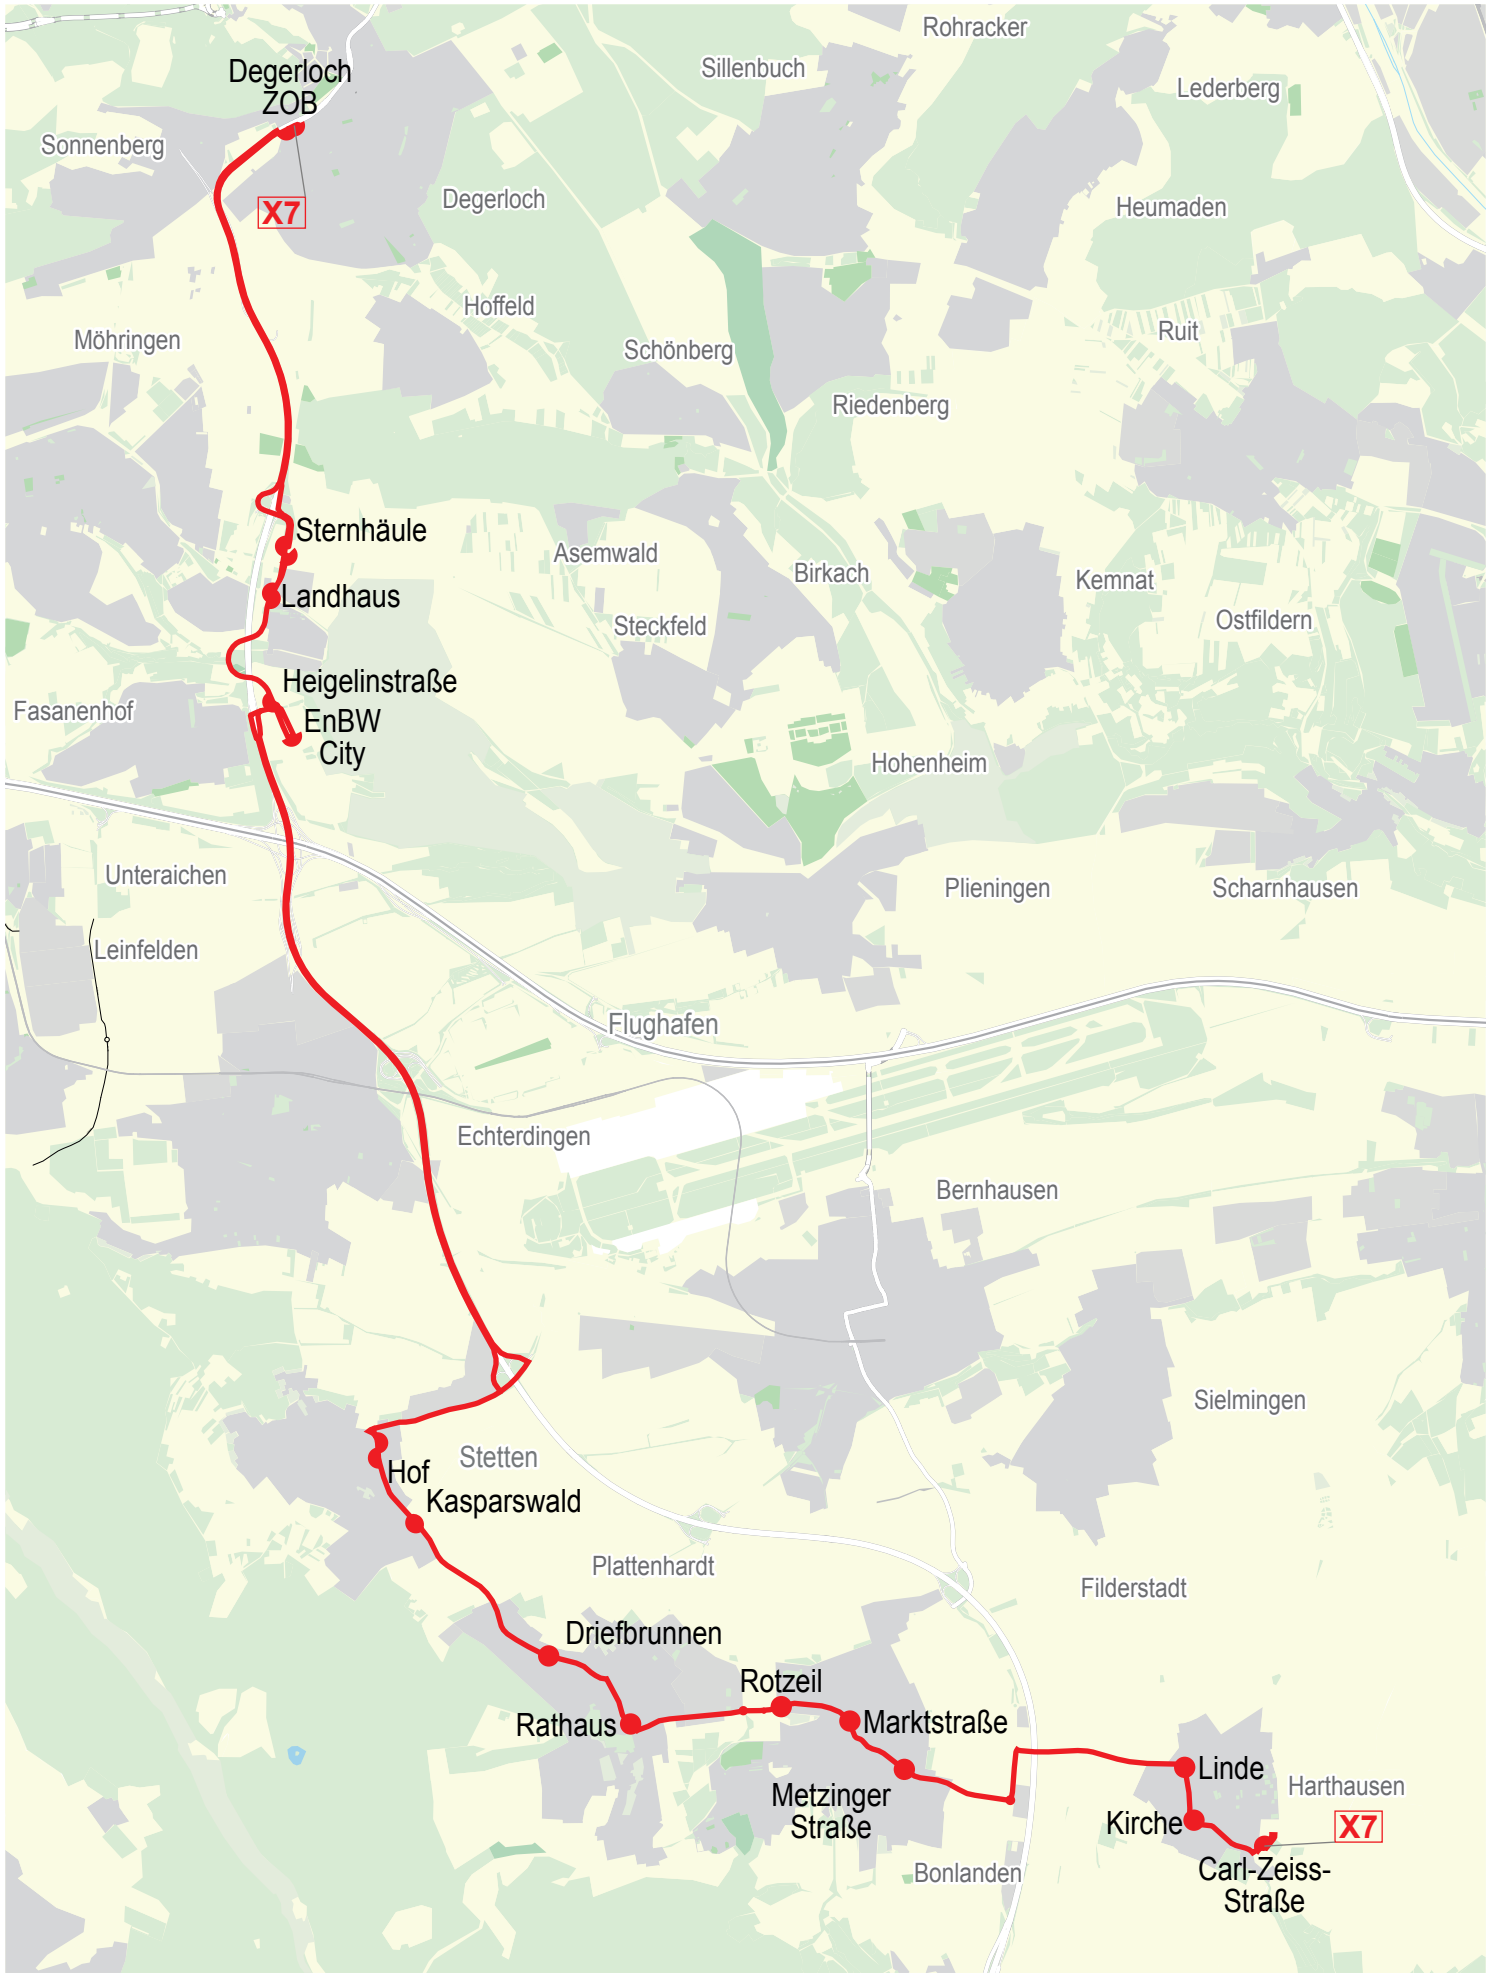 Rohracker
Sillenbuch
Degerloch
ZOB
Lederberg
Sonnenberg
Degerloch
X7
Heumaden
Hoffeld
Möhringen
Ruit
Schönberg
Riedenberg
Sternhäule
Asemwald
Birkach
Kemnat
Landhaus
Steckfeld
Ostfildern
Heigelinstraße
Fasanenhof
EnBW
City
Hohenheim
Unteraichen
Plieningen
Scharnhausen
Leinfelden
Flughafen
Echterdingen
Bernhausen
Sielmingen
Stetten
Hof
Kasparswald
Plattenhardt
Filderstadt
Driefbrunnen
Rotzeil
Rathaus
Marktstraße
Linde
Harthausen
Metzinger
Straße
Kirche
X7
Bonlanden
Carl-Zeiss-
Straße